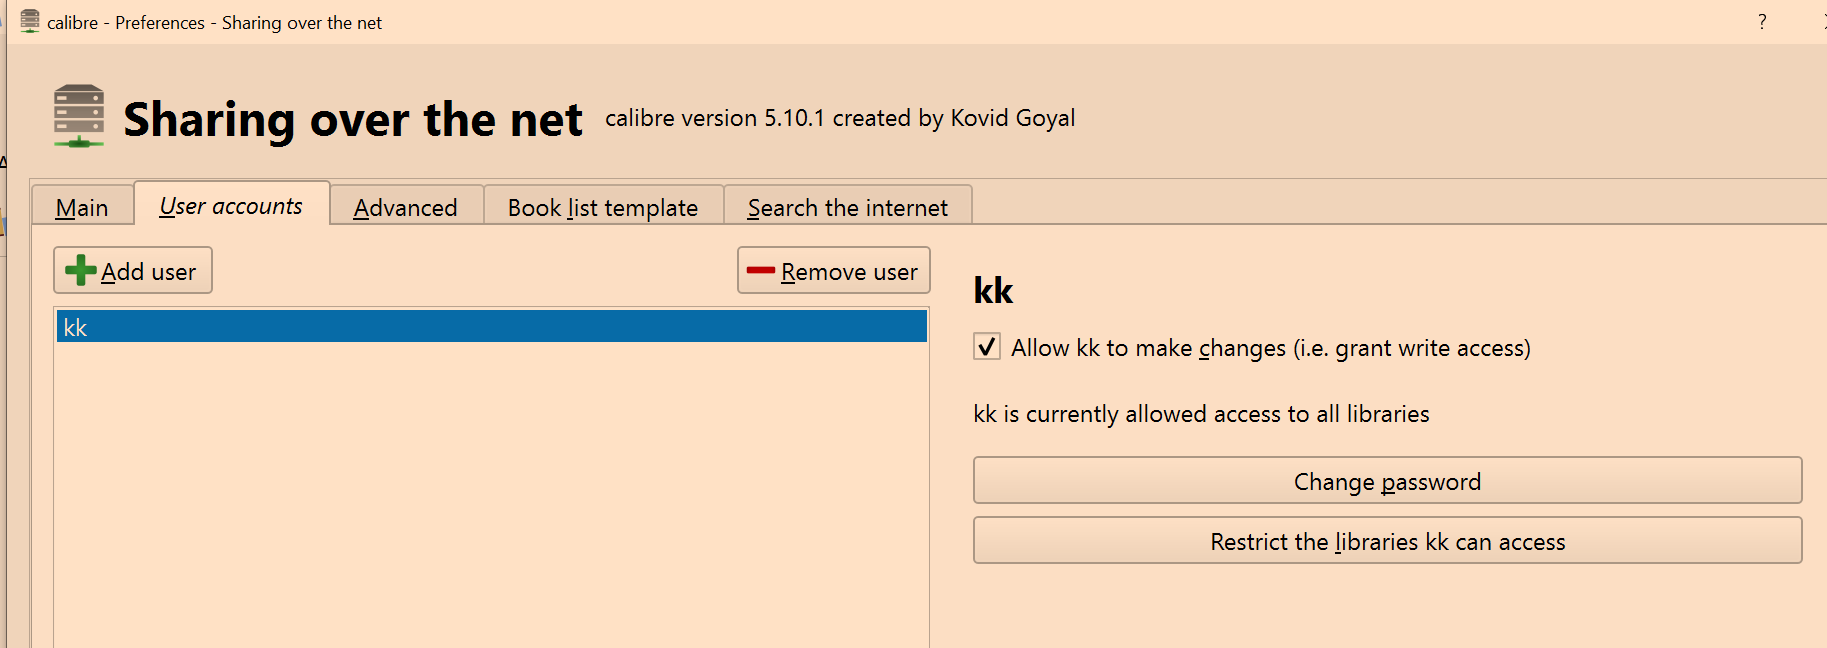 calibre - Preferences - Sharing over the net
?
Sharing over the net calibre version 5.10.1 created by Kovid Goyal
Main User accounts Advanced Book list template Search the internet
Add user Remove user
kk
kk
Allow kk to make changes (i.e. grant write access)
kk is currently allowed access to all libraries
Change password
Restrict the libraries kk can access